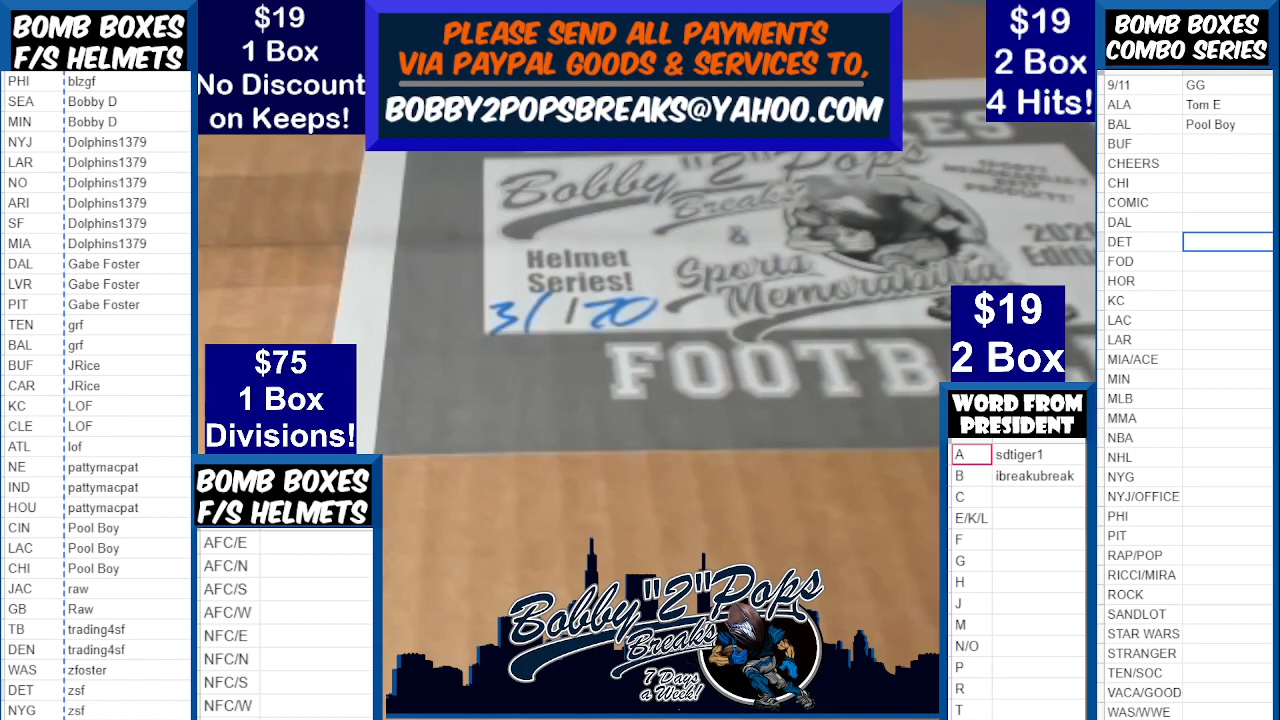 BOMB BOXES
F/S HELMETS
PHI blzgf
SEA Bobby D
MIN Bobby D
NYJ Dolphins1379
LAR Dolphins1379
NO Dolphins1379
ARI Dolphins1379
SF Dolphins1379
MIA Dolphins1379
DAL Gabe Foster
LVR Gabe Foster
PIT Gabe Foster
TEN grf
BAL grf
BUF JRice
CAR JRice
KC LOF
CLE LOF
ATL lof
NE pattymacpat
IND pattymacpat
HOU pattymacpat
CIN Pool Boy
LAC Pool Boy
CHI Pool Boy
JAC raw
GB Raw
TB trading4sf
DEN trading4sf
WAS zfoster
DET zsf
NYG zsf
$19
1 Box
No Discount
on Keeps!
$75
1 Box
Divisions!
BOMB BOXES
F/S HELMETS
AFC/E
AFC/N
AFC/S
AFC/W
NFC/E
NFC/N
NFC/S
NFC/W
PLEASE SEND ALL PAYMENTS
VIA PAYPAL GOODS & SERVICES TO,
BOBBY2POPSBREAKS@YAHOO.COM
Bobby "2" Pops
Breaks
&
Sports
Memorabilia
Helmet
Series!
3/170
2020
Edition
FOOTB
Bobby "2" Pops
Breaks
7 Days
a Week!
$19
2 Box
4 Hits!
$19
2 Box
WORD FROM
PRESIDENT
A sdtiger1
B ibreakubreak
C
E/K/L
F
G
H
J
M
N/O
P
R
T
BOMB BOXES
COMBO SERIES
9/11 GG
ALA Tom E
BAL Pool Boy
BUF
CHEERS
CHI
COMIC
DAL
DET
FOD
HOR
KC
LAC
LAR
MIA/ACE
MIN
MLB
MMA
NBA
NHL
NYG
NYJ/OFFICE
PHI
PIT
RAP/POP
RICCI/MIRA
ROCK
SANDLOT
STAR WARS
STRANGER
TEN/SOC
VACA/GOOD
WAS/WWE